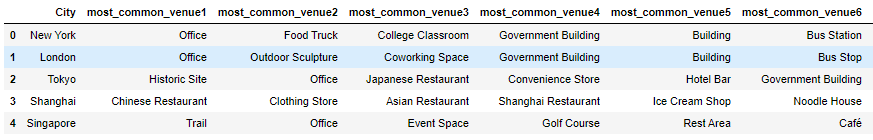 City most_common_venue1 most_common_venue2 most_common_venue3 most_common_venue4 most_common_venue5 most_common_venue6
0 New York Office Food Truck College Classroom Government Building Building Bus Station
1 London Office Outdoor Sculpture Coworking Space Government Building Building Bus Stop
2 Tokyo Historic Site Office Japanese Restaurant Convenience Store Hotel Bar Government Building
3 Shanghai Chinese Restaurant Clothing Store Asian Restaurant Shanghai Restaurant Ice Cream Shop Noodle House
4 Singapore Trail Office Event Space Golf Course Rest Area Café